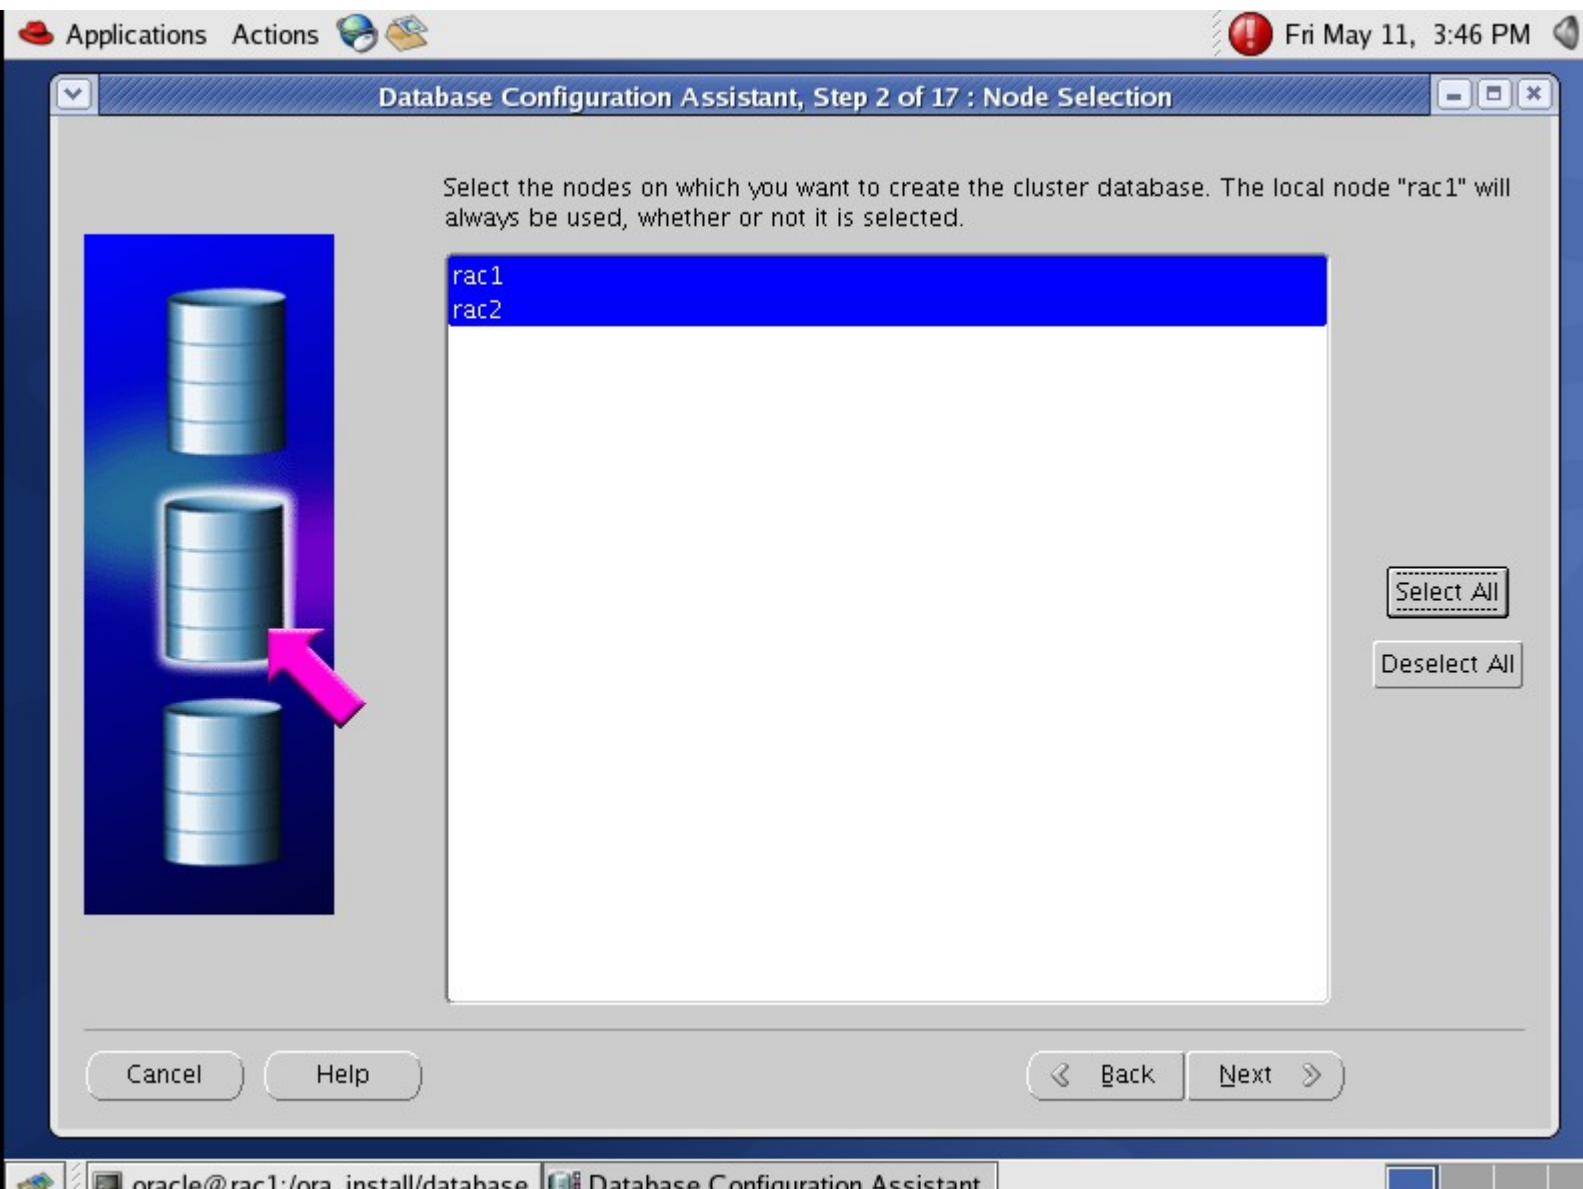 Applications Actions Fri May 11, 3:46 PM
Database Configuration Assistant, Step 2 of 17 : Node Selection
Select the nodes on which you want to create the cluster database. The local node "rac1" will
always be used, whether or not it is selected.
rac1
rac2
Select All
Deselect All
Cancel Help Back Next
oracle@rac1:/ora_install/database Database Configuration Assistant